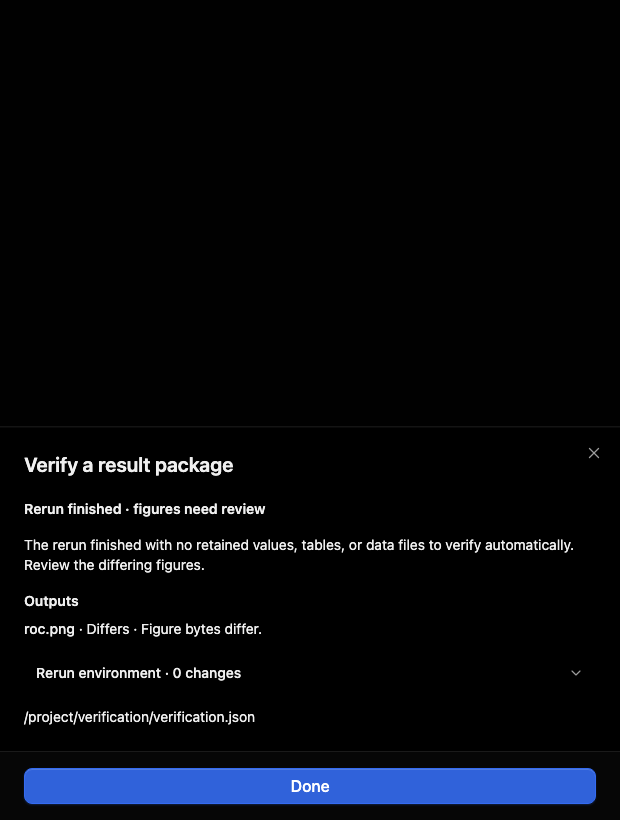 Verify a result package
Rerun finished · figures need review
The rerun finished with no retained values, tables, or data files to verify automatically.
Review the differing figures.
Outputs
roc.png · Differs · Figure bytes differ.
Rerun environment · 0 changes
/project/verification/verification.json
Done